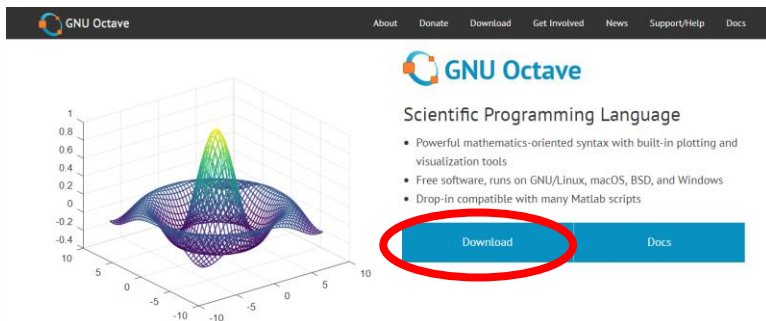 GNU Octave
About Donate Download Get Involved News Support/Help Docs
GNU Octave
Scientific Programming Language
• Powerful mathematics-oriented syntax with built-in plotting and
visualization tools
• Free software, runs on GNU/Linux, macOS, BSD, and Windows
• Drop-in compatible with many Matlab scripts
Download Docs
1
0.8
0.6
0.4
0.2
0
-0.2
-0.4
10
5
0
-5
-10
-10
-5
0
5
10